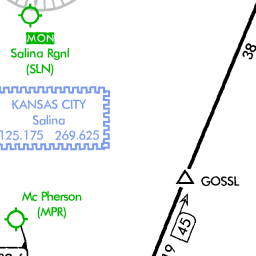 MON
Salina Rgnl
(SLN)
KANSAS CITY
Salina
125.175 269.625
38
GOSSL
Mc Pherson
(MPR)
45